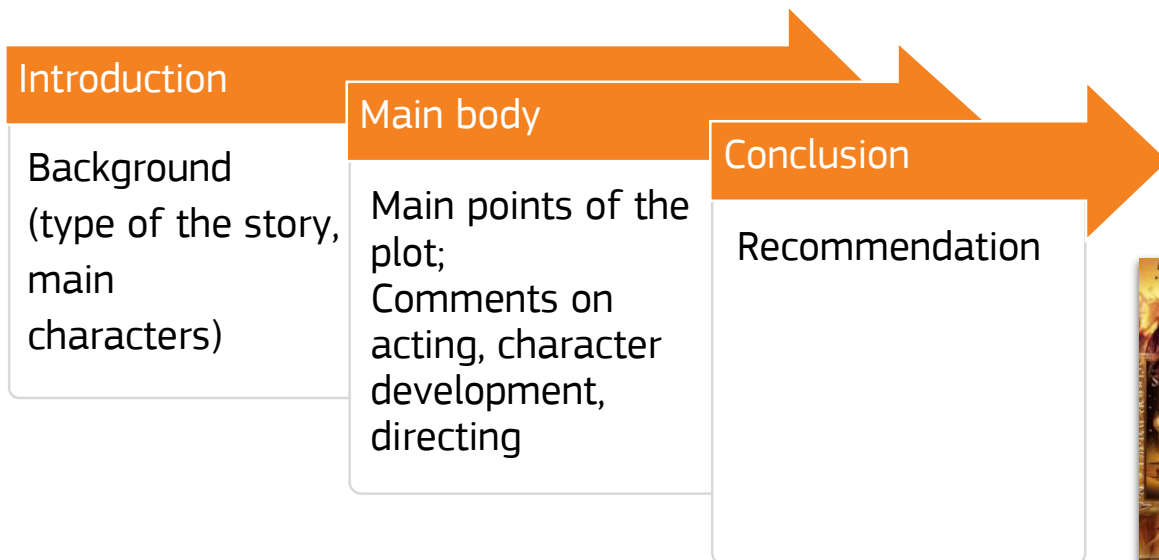 Introduction
Background
(type of the story,
main
characters)
Main body
Main points of the
plot;
Comments on
acting, character
development,
directing
Conclusion
Recommendation